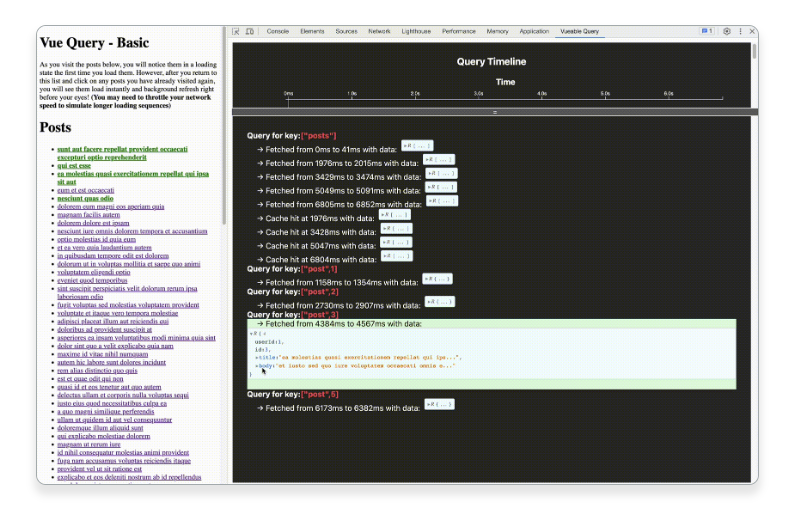 Console Elements Sources Network Lighthouse Performance Memory Application Vueable Query 1
Vue Query - Basic
As you visit the posts below, you will notice them in a loading
state the first time you load them. However, after you return to
this list and click on any posts you have already visited again,
you will see them load instantly and background refresh right
before your eyes! (You may need to throttle your network
speed to simulate longer loading sequences)
Posts
• sunt aut facere repellat provident occaecati
excepturi optio reprehenderit
• qui est esse
• ea molestias quasi exercitationem repellat qui ipsa
sit aut
• eum et est occaecati
• nesciunt quas odio
• dolorem eum magni eos aperiam quia
• magnam facilis autem
• dolorem dolore est ipsam
• nesciunt iure omnis dolorem tempora et accusantium
• optio molestias id quia eum
• et ea vero quia laudantium autem
• in quibusdam tempore odit est dolorem
• dolorum ut in voluptas mollitia et saepe quo animi
• voluptatem eligendi optio
• eveniet quod temporibus
• sint suscipit perspiciatis velit dolorum rerum ipsa
laboriosam odio
• fugit voluptas sed molestias voluptatem provident
• voluptate et itaque vero tempora molestiae
• adipisci placeat illum aut reiciendis qui
• doloribus ad provident suscipit at
• asperiores ea ipsam voluptatibus modi minima quia sint
• dolor sint quo a velit explicabo quia nam
• maxime id vitae nihil numquam
• autem hic labore sunt dolores incidunt
• rem alias distinctio quo quis
• est et quae odit qui non
• quasi id et eos tenetur aut quo autem
• delectus ullam et corporis nulla voluptas sequi
• iusto eius quod necessitatibus culpa ea
• a quo magni similique perferendis
• ullam ut quidem id aut vel consequuntur
• doloremque illum aliquid sunt
• qui explicabo molestiae dolorem
• magnam ut rerum iure
• id nihil consequatur molestias animi provident
• fuga nam accusamus voluptas reiciendis itaque
• provident vel ut sit ratione est
• explicabo et eos deleniti nostrum ab id repellendus
Query Timeline
Time
0ms 1.0s 2.0s 3.0s 4.0s 5.0s 6.0s
=
Query for key:["posts"]
→ Fetched from 0ms to 41ms with data: ▸R { ... }
→ Fetched from 1976ms to 2015ms with data: ▸R { ... }
→ Fetched from 3429ms to 3474ms with data: ▸R { ... }
→ Fetched from 5049ms to 5091ms with data: ▸R { ... }
→ Fetched from 6805ms to 6852ms with data: ▸R { ... }
→ Cache hit at 1976ms with data: ▸R { ... }
→ Cache hit at 3428ms with data: ▸R { ... }
→ Cache hit at 5047ms with data: ▸R { ... }
→ Cache hit at 6804ms with data: ▸R { ... }
Query for key:["post",1]
→ Fetched from 1158ms to 1354ms with data: ▸R { ... }
Query for key:["post",2]
→ Fetched from 2730ms to 2907ms with data: ▸R { ... }
Query for key:["post",3]
→ Fetched from 4384ms to 4567ms with data:
▾R {
userId:1,
id:3,
▸title:"ea molestias quasi exercitationem repellat qui ips...",
▸body:"et iusto sed quo iure voluptatem occaecati omnis e..."
}
Query for key:["post",5]
→ Fetched from 6173ms to 6382ms with data: ▸R { ... }